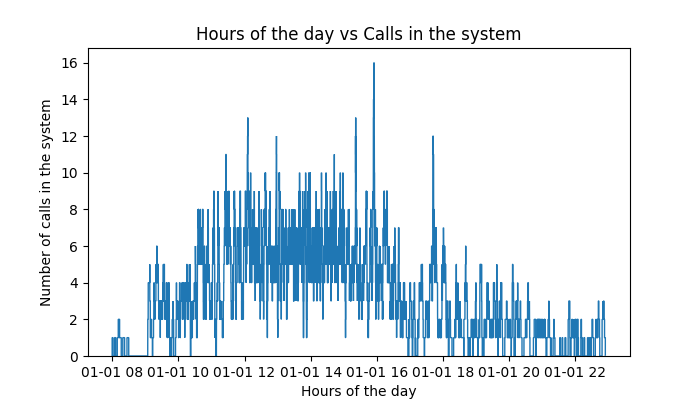 Hours of the day vs Calls in the system
Number of calls in the system
16
14
12
10
8
6
4
2
0
01-01 08 01-01 10 01-01 12 01-01 14 01-01 16 01-01 18 01-01 20 01-01 22
Hours of the day